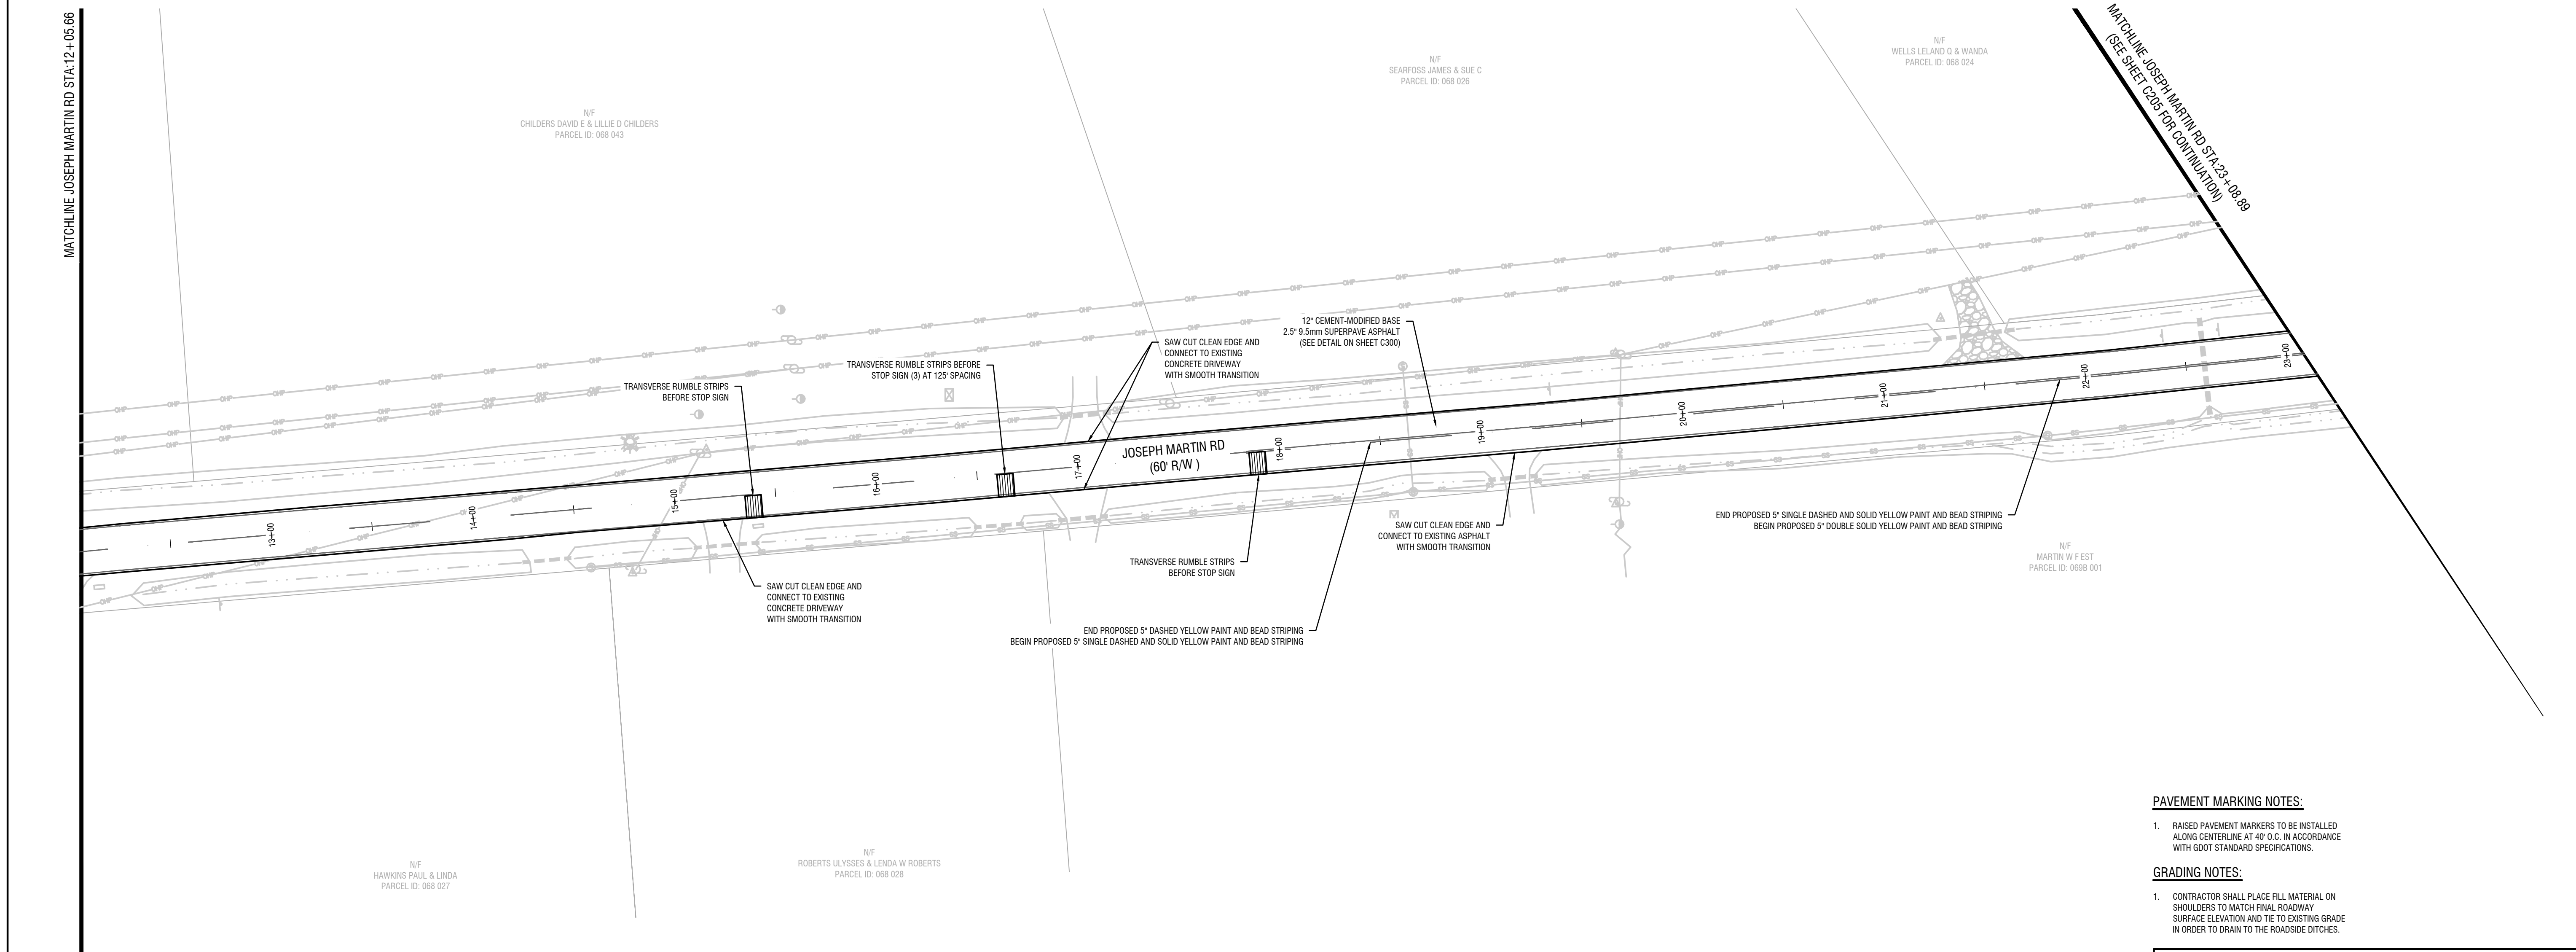 MATCHLINE JOSEPH MARTIN RD STA:12+05.66
MATCHLINE JOSEPH MARTIN RD STA:23+08.89
(SEE SHEET C205 FOR CONTINUATION)
N/F
CHILDERS DAVID E & LILLIE D CHILDERS
PARCEL ID: 068 043
N/F
SEARFOSS JAMES & SUE C
PARCEL ID: 068 026
N/F
WELLS LELAND Q & WANDA
PARCEL ID: 068 024
TRANSVERSE RUMBLE STRIPS
BEFORE STOP SIGN
TRANSVERSE RUMBLE STRIPS BEFORE
STOP SIGN (3) AT 125' SPACING
SAW CUT CLEAN EDGE AND
CONNECT TO EXISTING
CONCRETE DRIVEWAY
WITH SMOOTH TRANSITION
12" CEMENT-MODIFIED BASE
2.5" 9.5mm SUPERPAVE ASPHALT
(SEE DETAIL ON SHEET C300)
13+00
14+00
15+00
16+00
17+00
JOSEPH MARTIN RD
(60' R/W )
18+00
19+00
20+00
21+00
22+00
23+00
SAW CUT CLEAN EDGE AND
CONNECT TO EXISTING
CONCRETE DRIVEWAY
WITH SMOOTH TRANSITION
TRANSVERSE RUMBLE STRIPS
BEFORE STOP SIGN
SAW CUT CLEAN EDGE AND
CONNECT TO EXISTING ASPHALT
WITH SMOOTH TRANSITION
END PROPOSED 5" DASHED YELLOW PAINT AND BEAD STRIPING
BEGIN PROPOSED 5" SINGLE DASHED AND SOLID YELLOW PAINT AND BEAD STRIPING
END PROPOSED 5" SINGLE DASHED AND SOLID YELLOW PAINT AND BEAD STRIPING
BEGIN PROPOSED 5" DOUBLE SOLID YELLOW PAINT AND BEAD STRIPING
N/F
MARTIN W F EST
PARCEL ID: 069B 001
N/F
HAWKINS PAUL & LINDA
PARCEL ID: 068 027
N/F
ROBERTS ULYSSES & LENDA W ROBERTS
PARCEL ID: 068 028
PAVEMENT MARKING NOTES:
1. RAISED PAVEMENT MARKERS TO BE INSTALLED
ALONG CENTERLINE AT 40' O.C. IN ACCORDANCE
WITH GDOT STANDARD SPECIFICATIONS.
GRADING NOTES:
1. CONTRACTOR SHALL PLACE FILL MATERIAL ON
SHOULDERS TO MATCH FINAL ROADWAY
SURFACE ELEVATION AND TIE TO EXISTING GRADE
IN ORDER TO DRAIN TO THE ROADSIDE DITCHES.